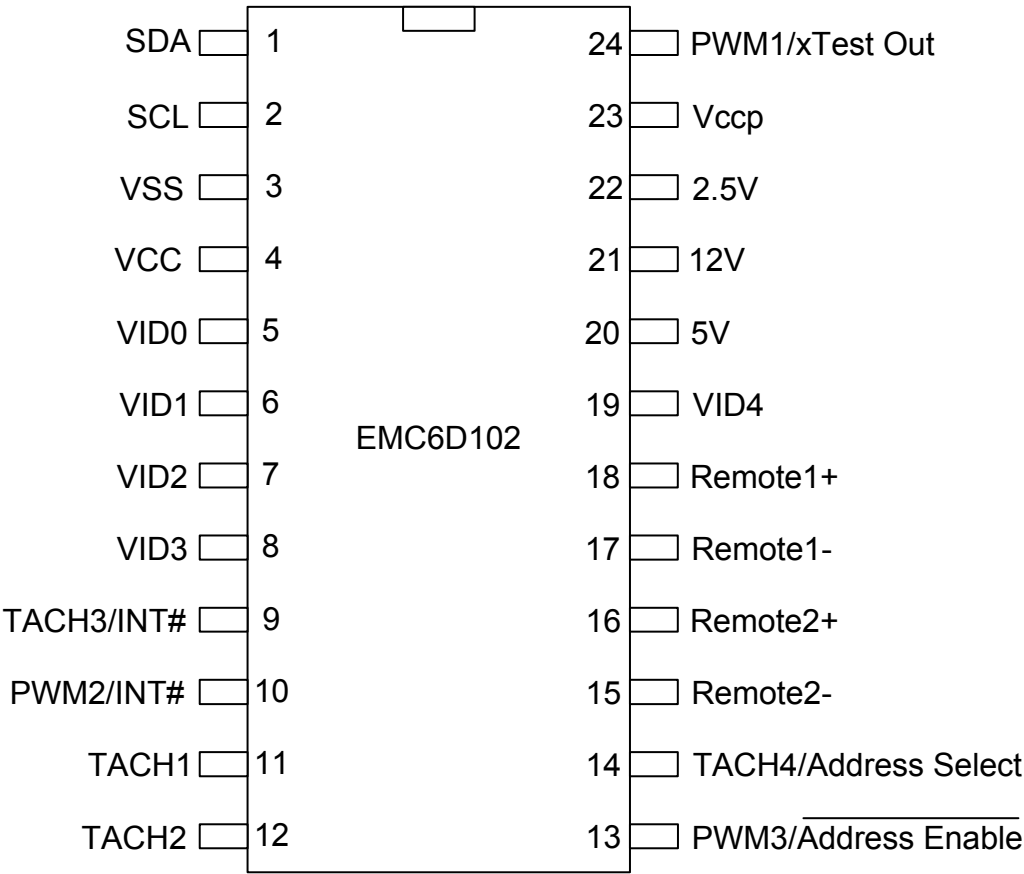 SDA 1 24 PWM1/xTest Out
SCL 2 23 Vccp
VSS 3 22 2.5V
VCC 4 21 12V
VID0 5 20 5V
VID1 6 19 VID4
EMC6D102
VID2 7 18 Remote1+
VID3 8 17 Remote1-
TACH3/INT# 9 16 Remote2+
PWM2/INT# 10 15 Remote2-
TACH1 11 14 TACH4/Address Select
TACH2 12 13 PWM3/Address Enable